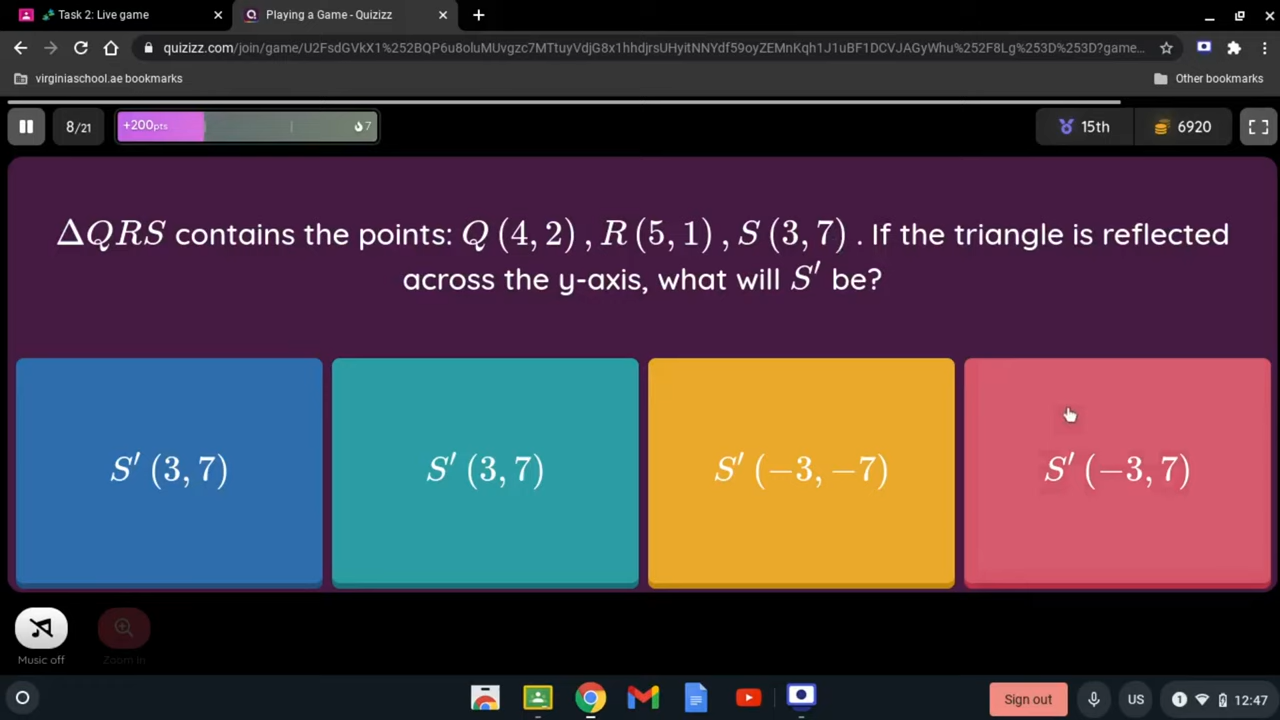 Task 2: Live game
Playing a Game - Quizizz
quizizz.com/join/game/U2FsdGVkX1%252BQP6u8oluMUvgzc7MTtuyVdjG8x1hhdjrsUHyitNNYdf59oyZEMnKqh1J1uBF1DCVJAGyWhu%252F8Lg%253D%253D?game...
virginiaschool.ae bookmarks
Other bookmarks
8/21
+200pts
7
15th
6920
ΔQRS contains the points: Q (4, 2) , R (5, 1) , S (3, 7) . If the triangle is reflected
across the y-axis, what will S′ be?
S′ (3, 7)
S′ (3, 7)
S′ (−3, −7)
S′ (−3, 7)
Music off
Zoom In
Sign out
US
1
12:47